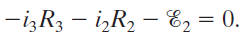 −i₃R₃ − i₂R₂ − ℰ₂ = 0.